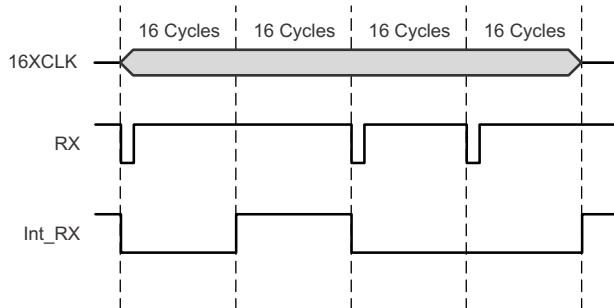 16 Cycles 16 Cycles 16 Cycles 16 Cycles
16XCLK
RX
Int_RX